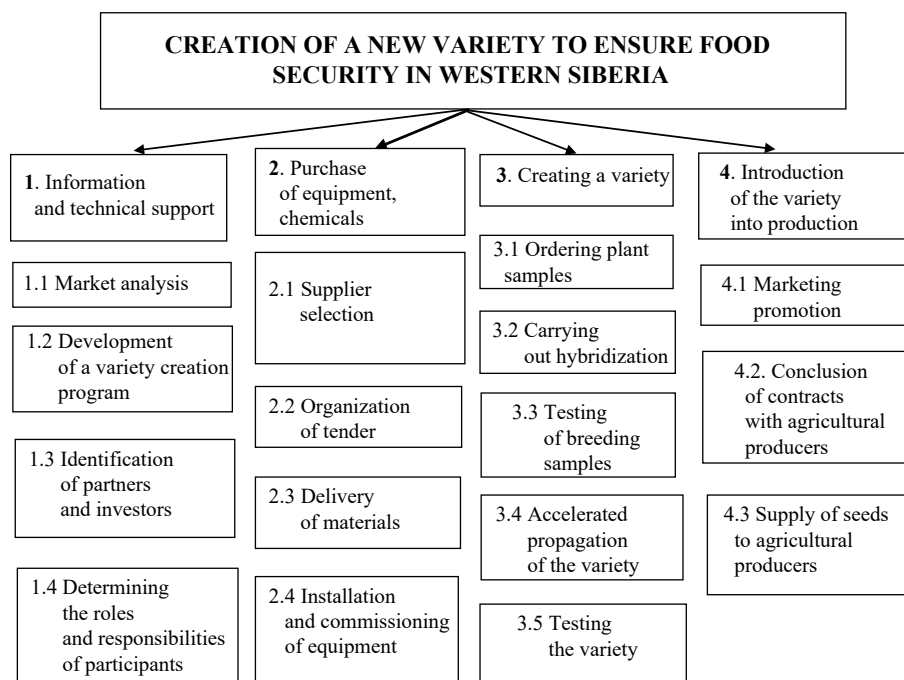 CREATION OF A NEW VARIETY TO ENSURE FOOD
SECURITY IN WESTERN SIBERIA
1. Information
and technical support
1.1 Market analysis
1.2 Development
of a variety creation
program
1.3 Identification
of partners
and investors
1.4 Determining
the roles
and responsibilities
of participants
2. Purchase
of equipment,
chemicals
2.1 Supplier
selection
2.2 Organization
of tender
2.3 Delivery
of materials
2.4 Installation
and commissioning
of equipment
3. Creating a variety
3.1 Ordering plant
samples
3.2 Carrying
out hybridization
3.3 Testing
of breeding
samples
3.4 Accelerated
propagation
of the variety
3.5 Testing
the variety
4. Introduction
of the variety
into production
4.1 Marketing
promotion
4.2. Conclusion
of contracts
with agricultural
producers
4.3 Supply of seeds
to agricultural
producers